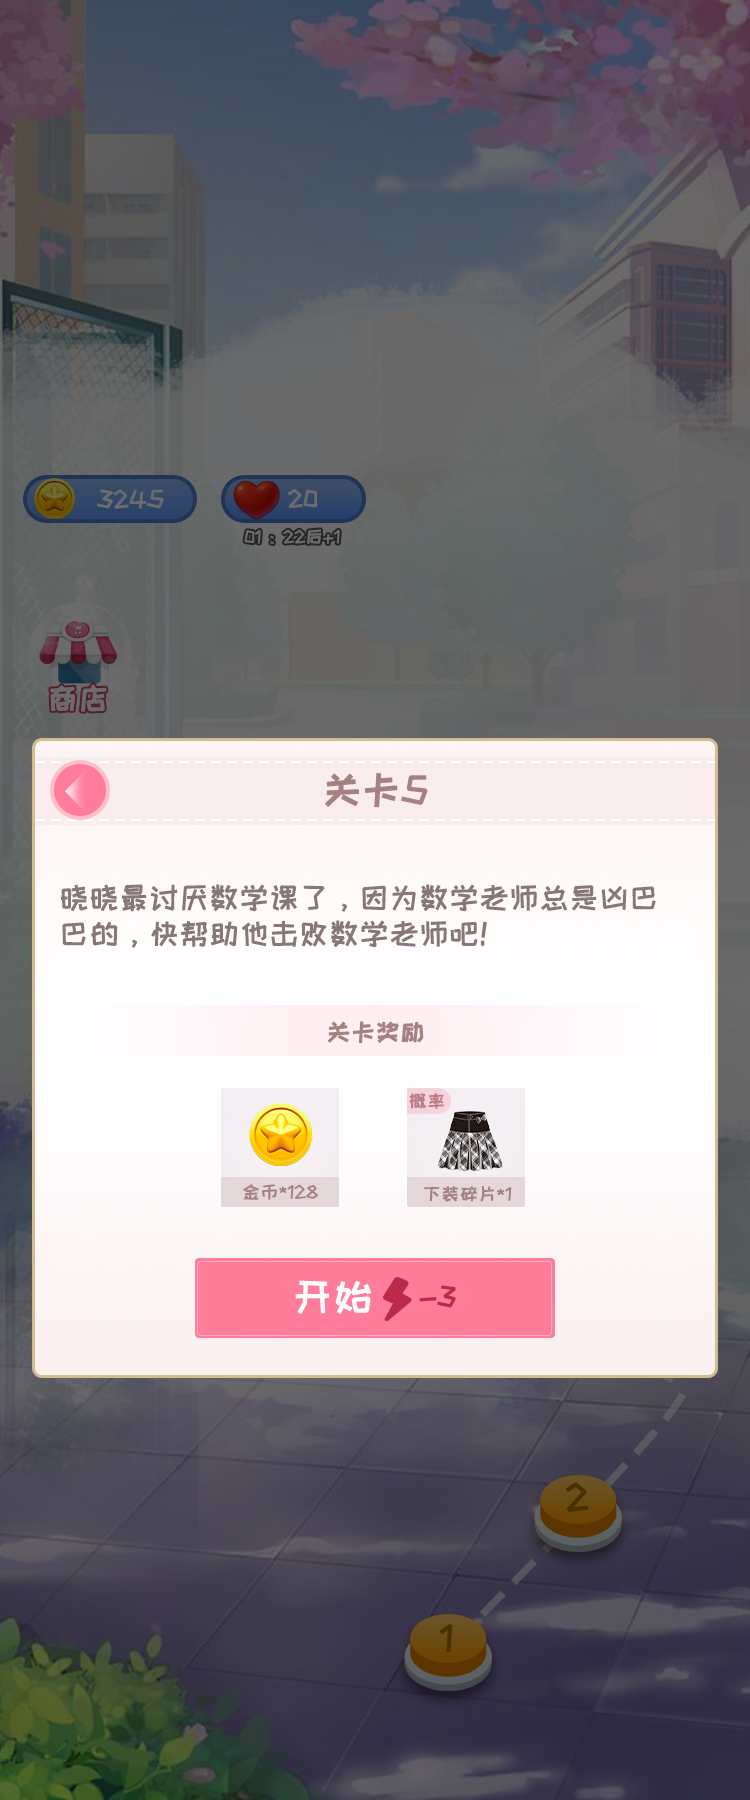 3245
20
01：22后+1
商店
关卡5
晓晓最讨厌数学课了，因为数学老师总是凶巴
巴的，快帮助他击败数学老师吧！
关卡奖励
概率
金币*128
下装碎片*1
开始 -3
2
1